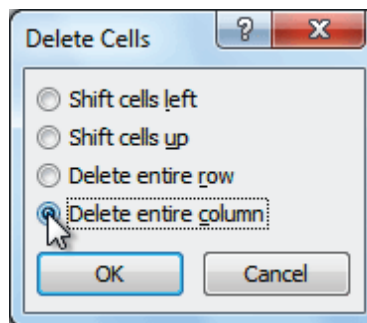 Delete Cells
Shift cells left
Shift cells up
Delete entire row
Delete entire column
OK Cancel